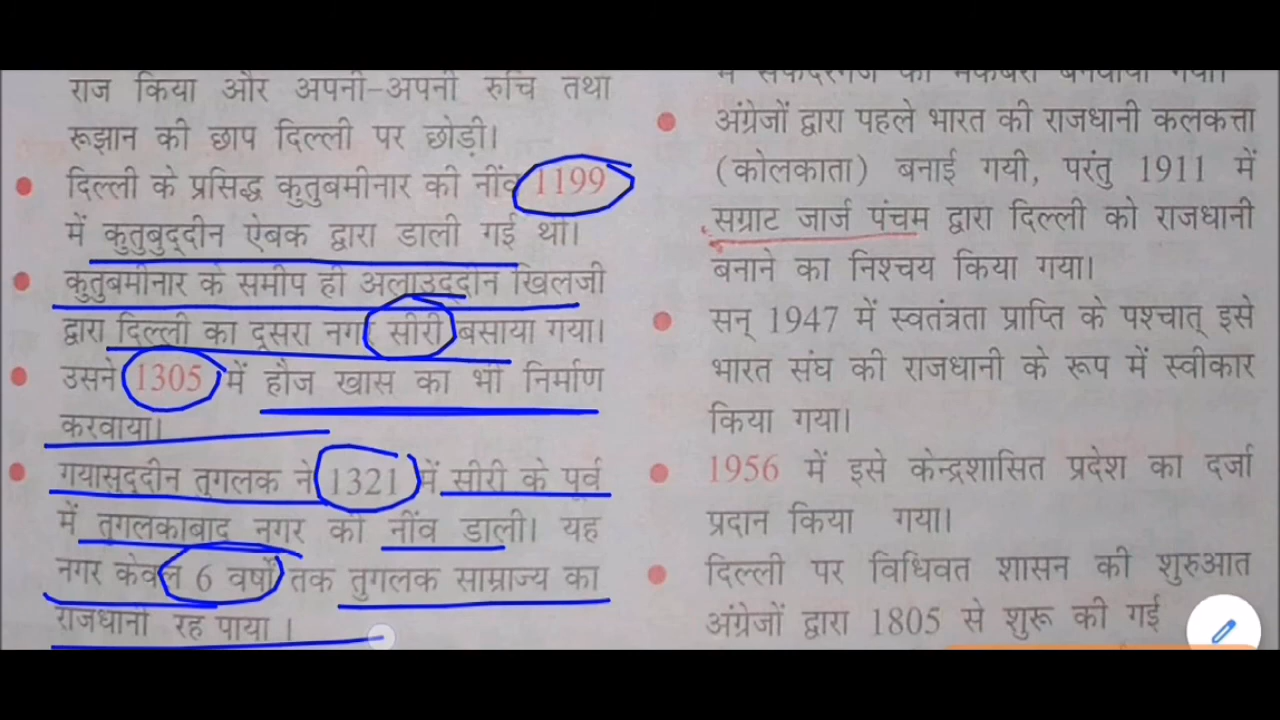 राज किया और अपनी-अपनी रुचि तथा
रूझान की छाप दिल्ली पर छोड़ी।
दिल्ली के प्रसिद्ध कुतुबमीनार की नींव 1199
में कुतुबुद्दीन ऐबक द्वारा डाली गई थी।
कुतुबमीनार के समीप ही अलाउद्दीन खिलजी
द्वारा दिल्ली का दूसरा नगर सीरी बसाया गया।
उसने 1305 में हौज खास का भी निर्माण
करवाया।
गयासुद्दीन तुगलक ने 1321 में सीरी के पूर्व
में तुगलकाबाद नगर की नींव डाली। यह
नगर केवल 6 वर्षों तक तुगलक साम्राज्य का
राजधानी रह पाया ।
अंग्रेजों द्वारा पहले भारत की राजधानी कलकत्ता
(कोलकाता) बनाई गयी, परंतु 1911 में
सग्राट जार्ज पंचम द्वारा दिल्ली को राजधानी
बनाने का निश्चय किया गया।
सन् 1947 में स्वतंत्रता प्राप्ति के पश्चात् इसे
भारत संघ की राजधानी के रूप में स्वीकार
किया गया।
1956 में इसे केन्द्रशासित प्रदेश का दर्जा
प्रदान किया गया।
दिल्ली पर विधिवत शासन की शुरुआत
अंग्रेजों द्वारा 1805 से शुरू की गई